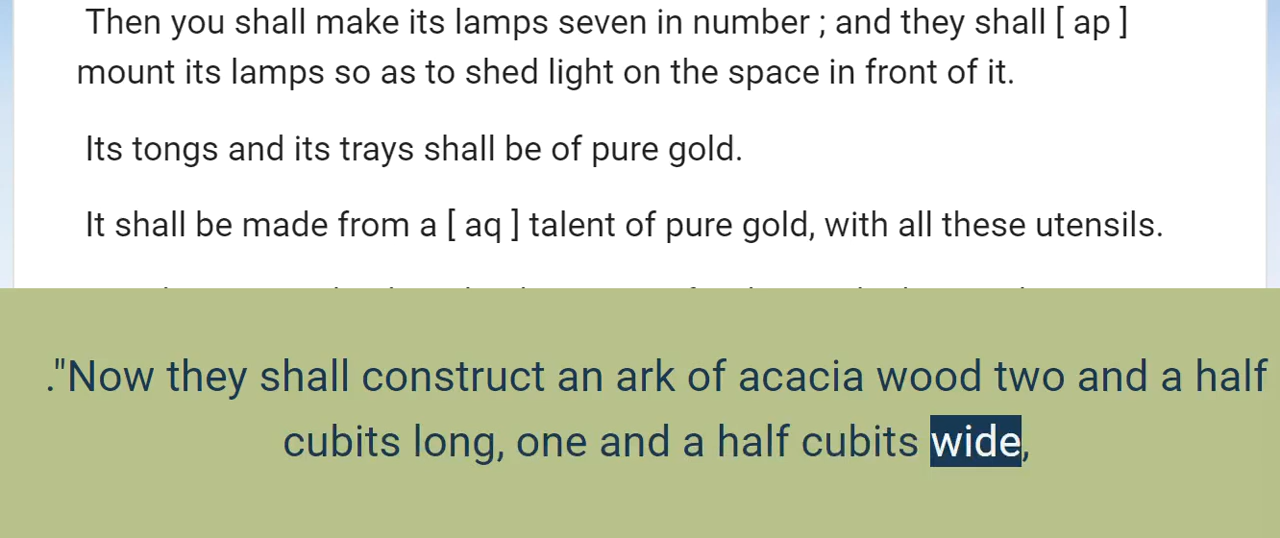 Then you shall make its lamps seven in number ; and they shall [ ap ]
mount its lamps so as to shed light on the space in front of it.
Its tongs and its trays shall be of pure gold.
It shall be made from a [ aq ] talent of pure gold, with all these utensils.
."Now they shall construct an ark of acacia wood two and a half
cubits long, one and a half cubits wide,